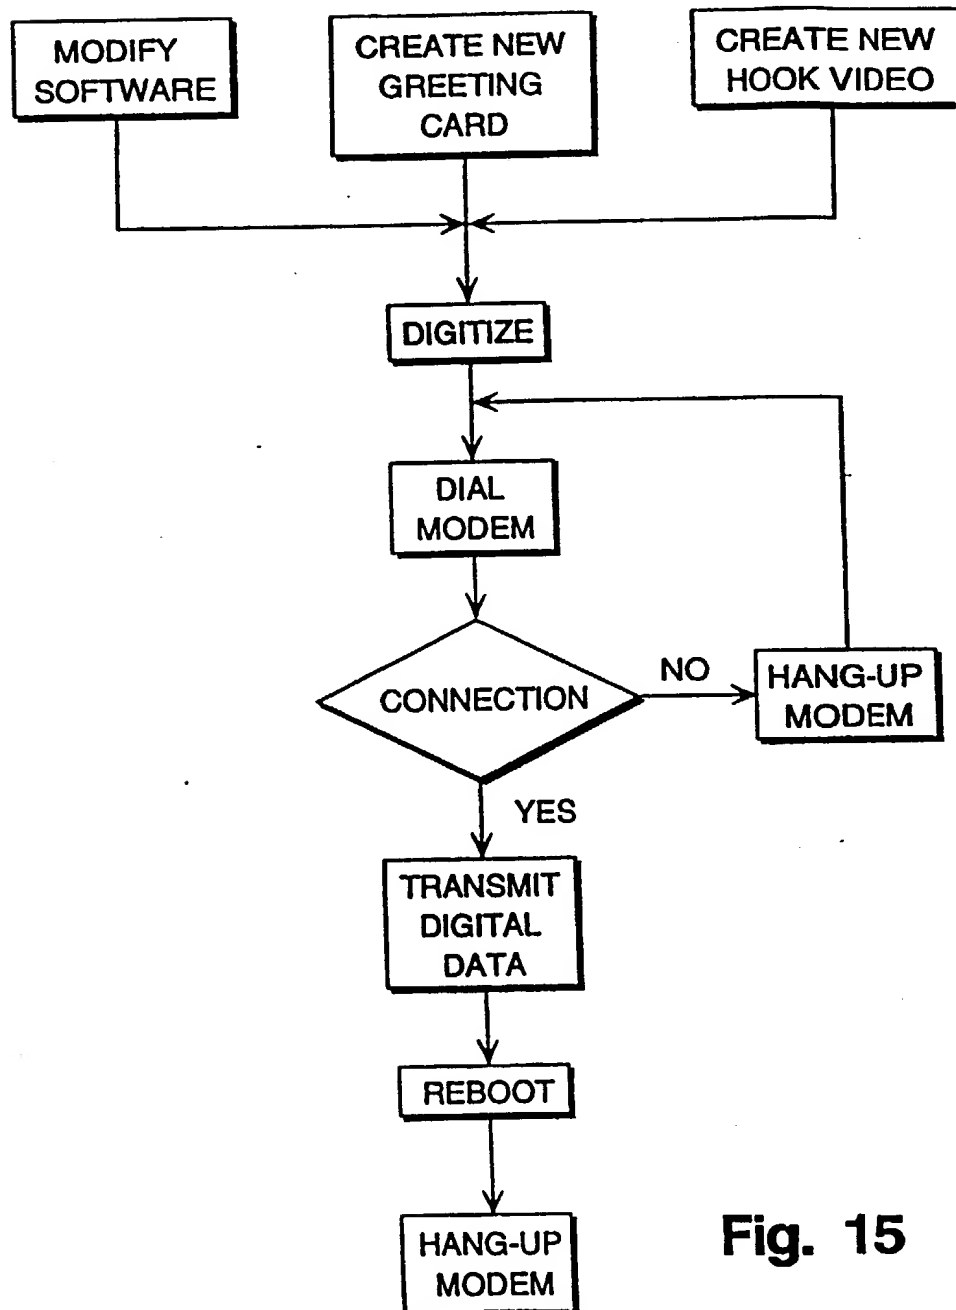 MODIFY
SOFTWARE
CREATE NEW
GREETING
CARD
CREATE NEW
HOOK VIDEO
DIGITIZE
DIAL
MODEM
CONNECTION
NO
HANG-UP
MODEM
YES
TRANSMIT
DIGITAL
DATA
REBOOT
HANG-UP
MODEM
Fig. 15